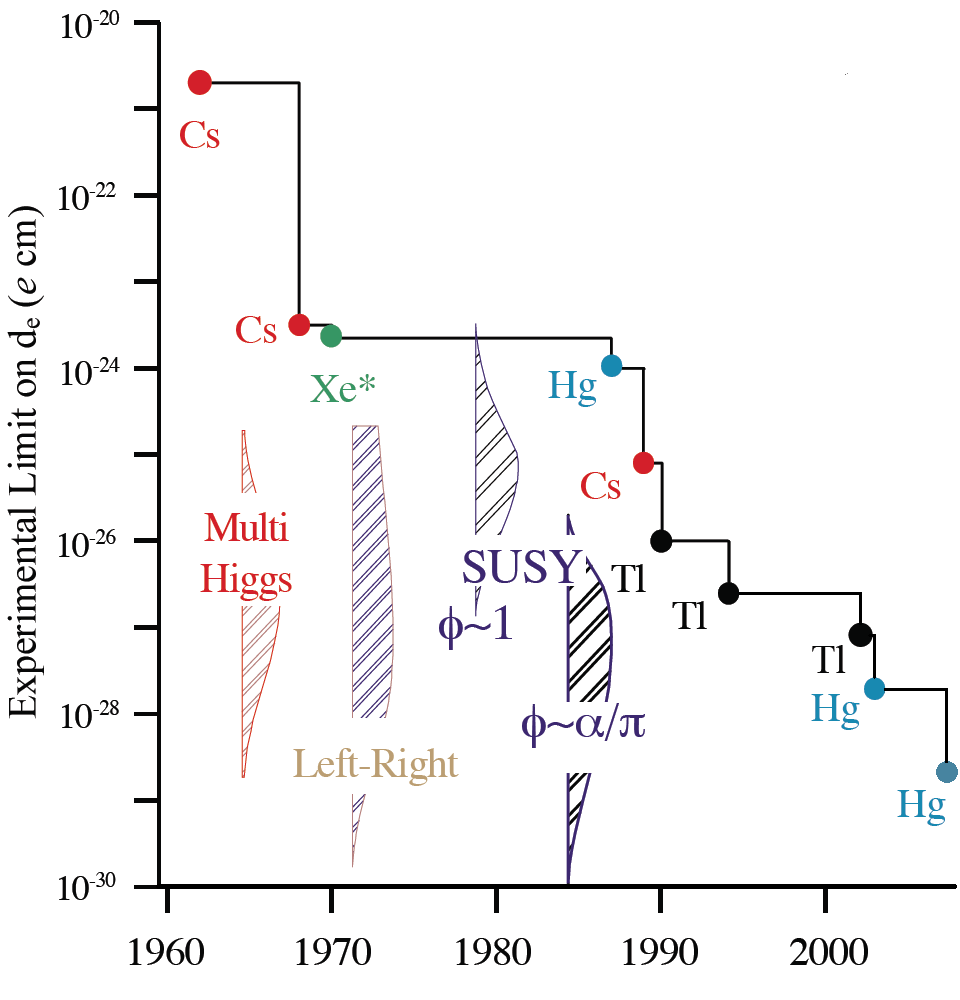 10-20
Cs
10-22
Experimental Limit on de (e cm)
Cs
10-24
Xe*
Hg
Cs
Multi
Higgs
10-26
SUSY
φ~1
Tl
Tl
Tl
Hg
10-28
φ~α/π
Left-Right
Hg
10-30
1960 1970 1980 1990 2000